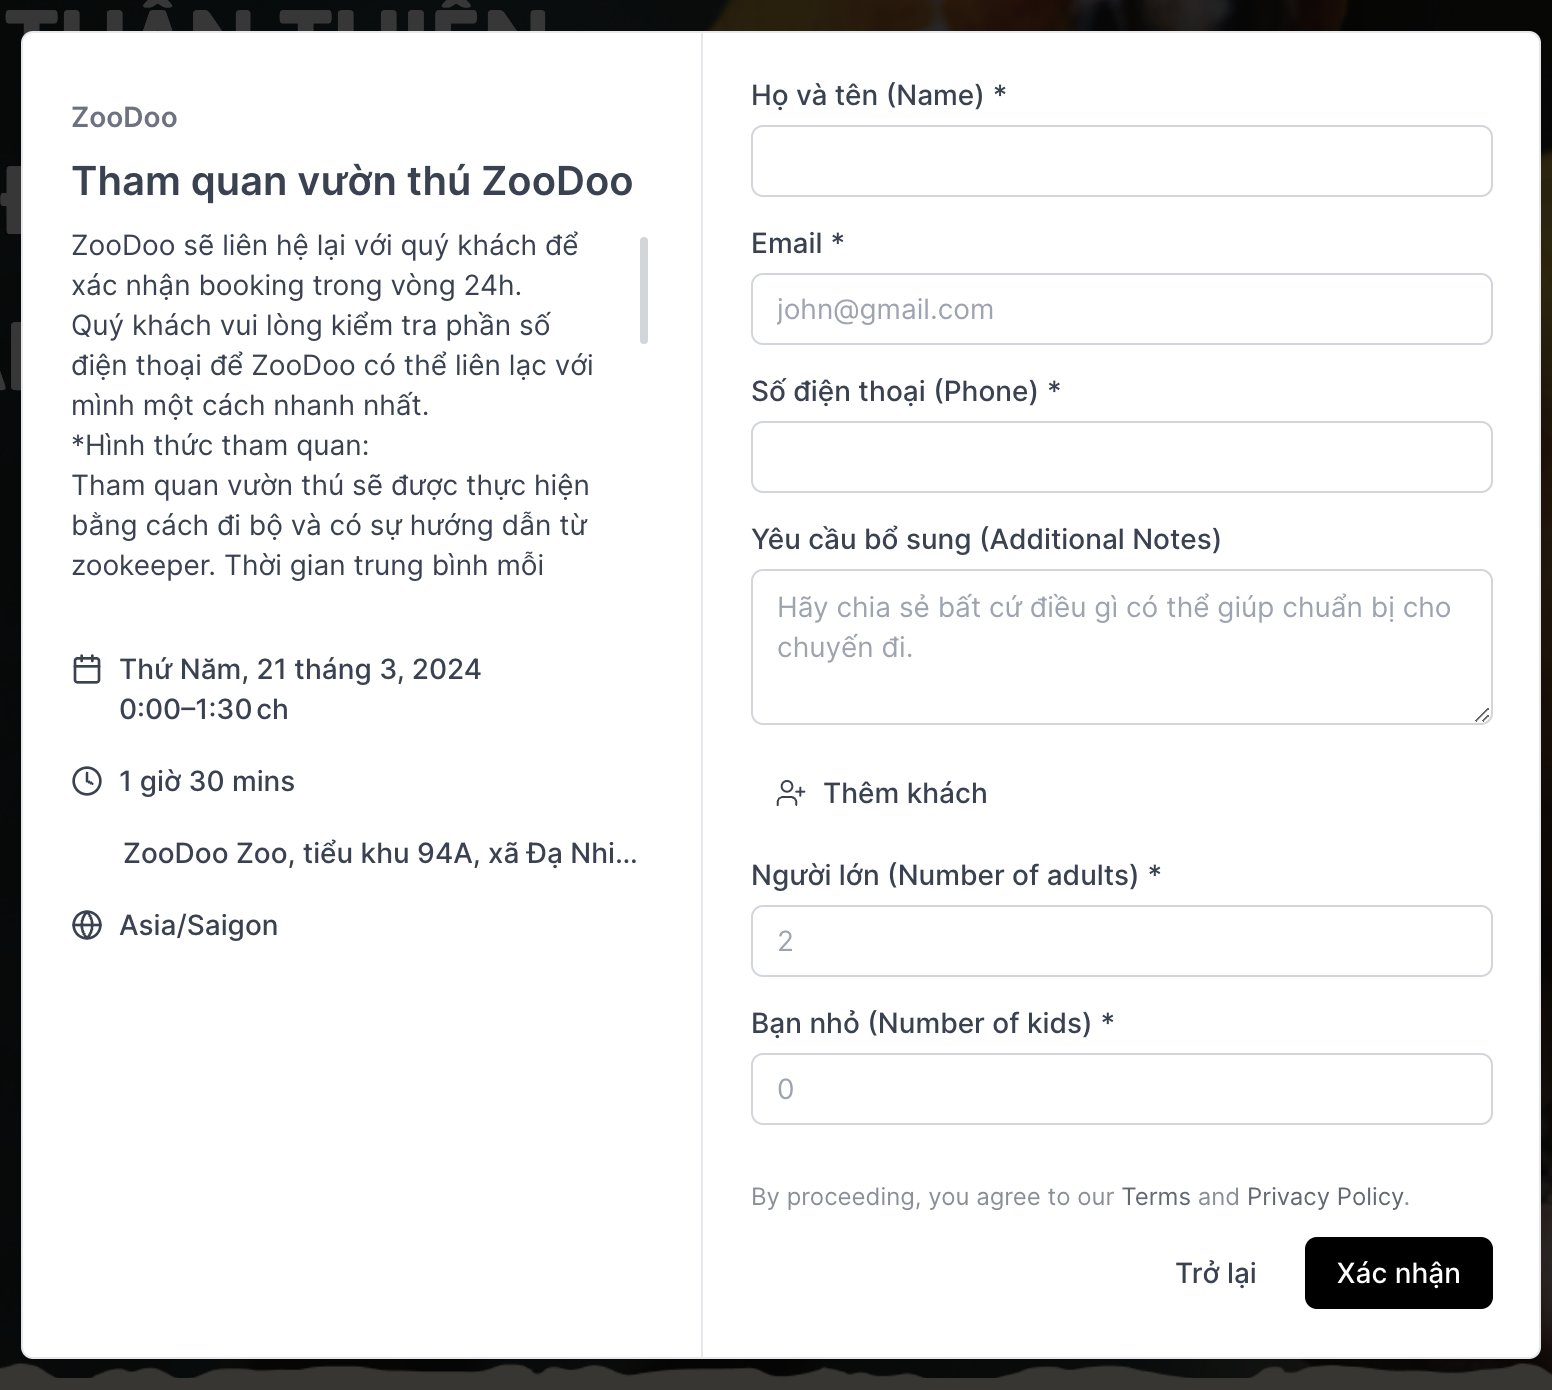 THUẬN THIÊN
ZooDoo
Tham quan vườn thú ZooDoo
ZooDoo sẽ liên hệ lại với quý khách để
xác nhận booking trong vòng 24h.
Quý khách vui lòng kiểm tra phần số
điện thoại để ZooDoo có thể liên lạc với
mình một cách nhanh nhất.
*Hình thức tham quan:
Tham quan vườn thú sẽ được thực hiện
bằng cách đi bộ và có sự hướng dẫn từ
zookeeper. Thời gian trung bình mỗi
Thứ Năm, 21 tháng 3, 2024
0:00–1:30 ch
1 giờ 30 mins
ZooDoo Zoo, tiểu khu 94A, xã Đạ Nhi...
Asia/Saigon
Họ và tên (Name) *
Email *
john@gmail.com
Số điện thoại (Phone) *
Yêu cầu bổ sung (Additional Notes)
Hãy chia sẻ bất cứ điều gì có thể giúp chuẩn bị cho
chuyến đi.
Thêm khách
Người lớn (Number of adults) *
2
Bạn nhỏ (Number of kids) *
0
By proceeding, you agree to our Terms and Privacy Policy.
Trở lại
Xác nhận